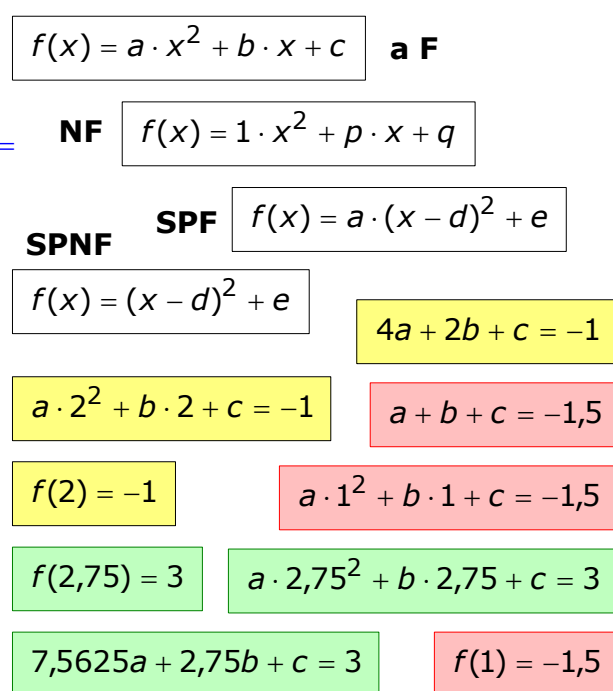 f(x) = a · x² + b · x + c a F
= NF f(x) = 1 · x² + p · x + q
SPF f(x) = a · (x − d)² + e
SPNF
f(x) = (x − d)² + e
4a + 2b + c = −1
a · 2² + b · 2 + c = −1 a + b + c = −1,5
f(2) = −1 a · 1² + b · 1 + c = −1,5
f(2,75) = 3 a · 2,75² + b · 2,75 + c = 3
7,5625a + 2,75b + c = 3 f(1) = −1,5